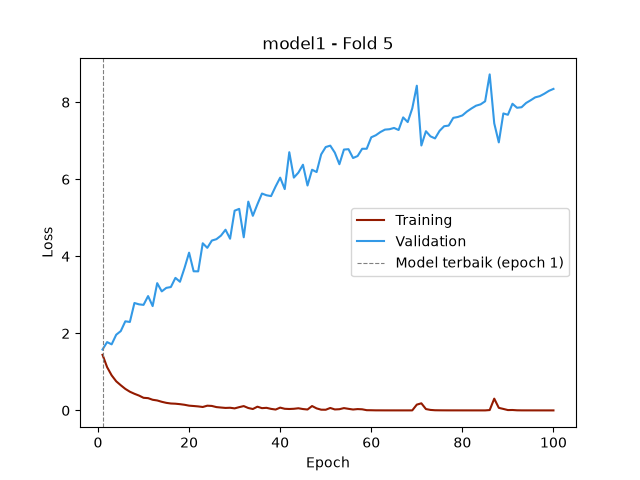 model1 - Fold 5
Loss
8
6
4
2
0
Training
Validation
Model terbaik (epoch 1)
0 20 40 60 80 100
Epoch